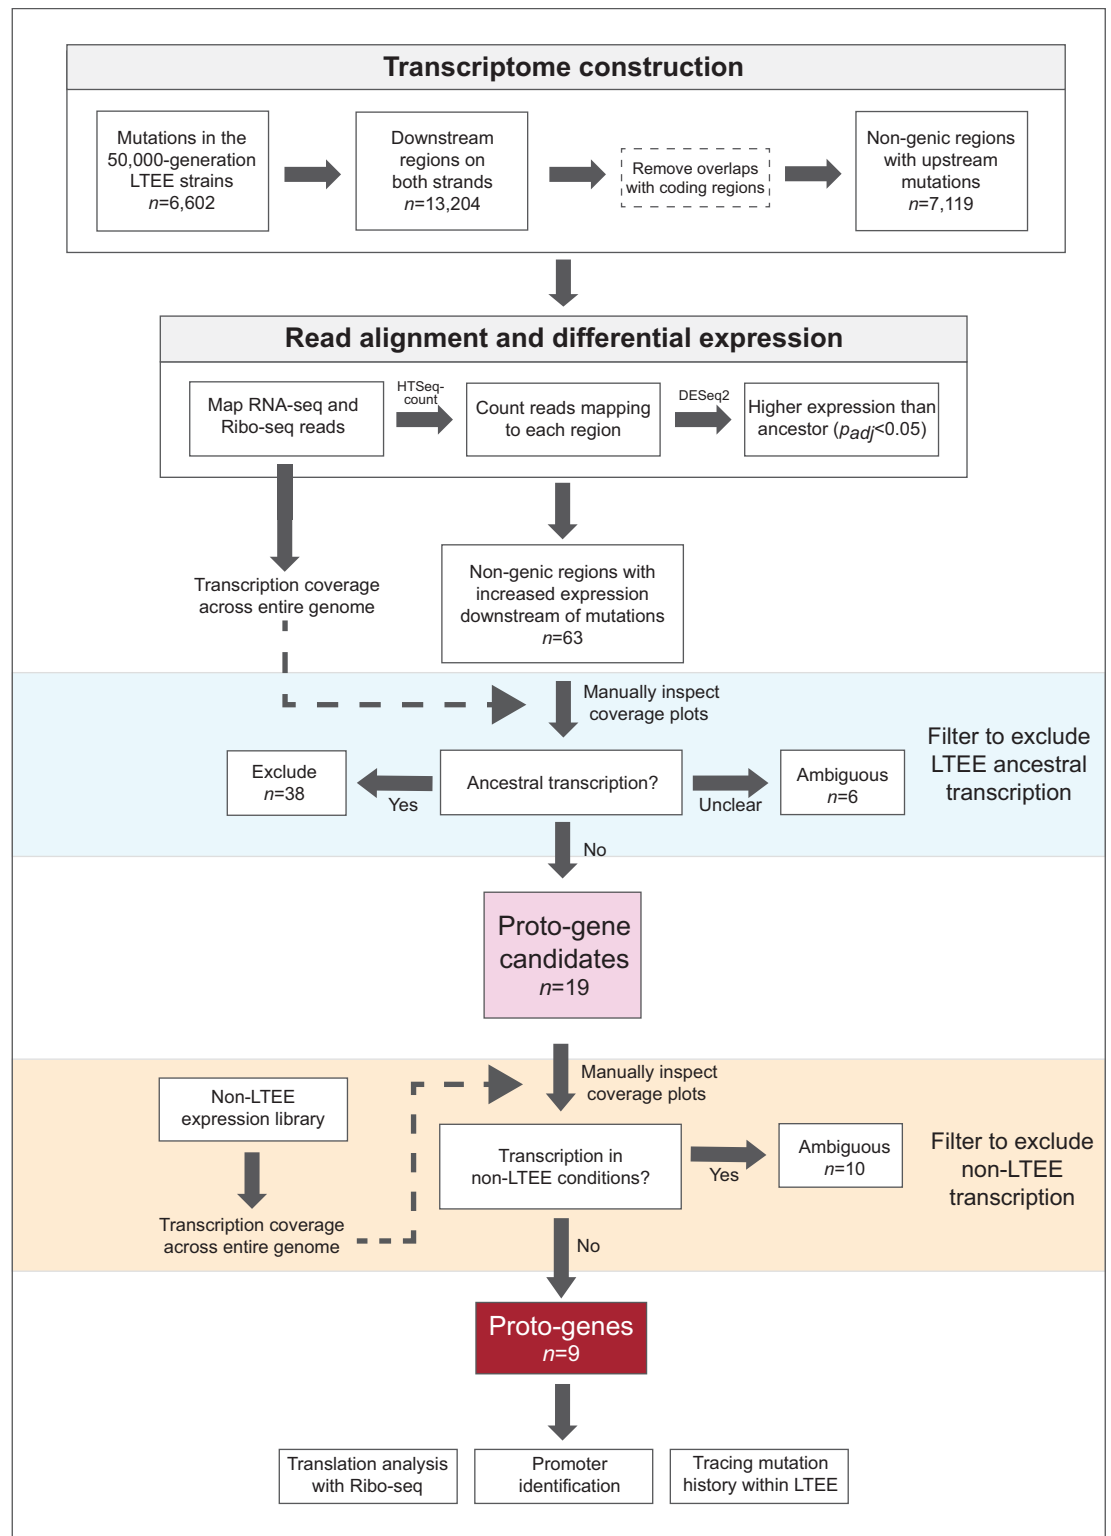 Transcriptome construction
Mutations in the
50,000-generation
LTEE strains
n=6,602
Downstream
regions on
both strands
n=13,204
Remove overlaps
with coding regions
Non-genic regions
with upstream
mutations
n=7,119
Read alignment and differential expression
Map RNA-seq and
Ribo-seq reads
HTSeq-
count
Count reads mapping
to each region
DESeq2
Higher expression than
ancestor (padj<0.05)
Transcription coverage
across entire genome
Non-genic regions with
increased expression
downstream of mutations
n=63
Manually inspect
coverage plots
Filter to exclude
LTEE ancestral
transcription
Exclude
n=38
Yes
Ancestral transcription?
Unclear
Ambiguous
n=6
No
Proto-gene
candidates
n=19
Manually inspect
coverage plots
Non-LTEE
expression library
Transcription coverage
across entire genome
Transcription in
non-LTEE conditions?
Yes
Ambiguous
n=10
Filter to exclude
non-LTEE
transcription
No
Proto-genes
n=9
Translation analysis
with Ribo-seq
Promoter
identification
Tracing mutation
history within LTEE